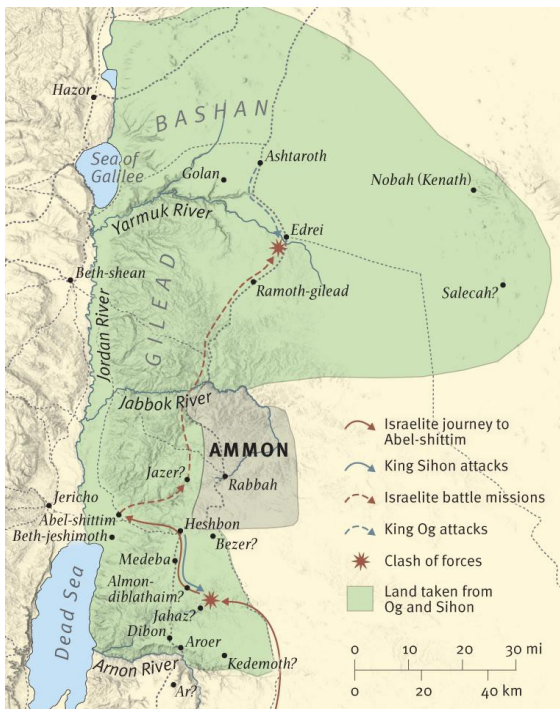 Hazor
BASHAN
Sea of
Galilee
Golan
Ashtaroth
Nobah (Kenath)
Yarmuk River
Edrei
Beth-shean
Ramoth-gilead
Salecah?
Jordan River
GILEAD
Jabbok River
AMMON
Jazer?
Rabbah
Jericho
Abel-shittim
Beth-jeshimoth
Heshbon
Bezer?
Medeba
Almon-
diblathaim?
Jahaz?
Dibon
Aroer
Dead Sea
Arnon River
Kedemoth?
Ar?
Israelite journey to
Abel-shittim
King Sihon attacks
Israelite battle missions
King Og attacks
Clash of forces
Land taken from
Og and Sihon
0 10 20 30 mi
0 20 40 km